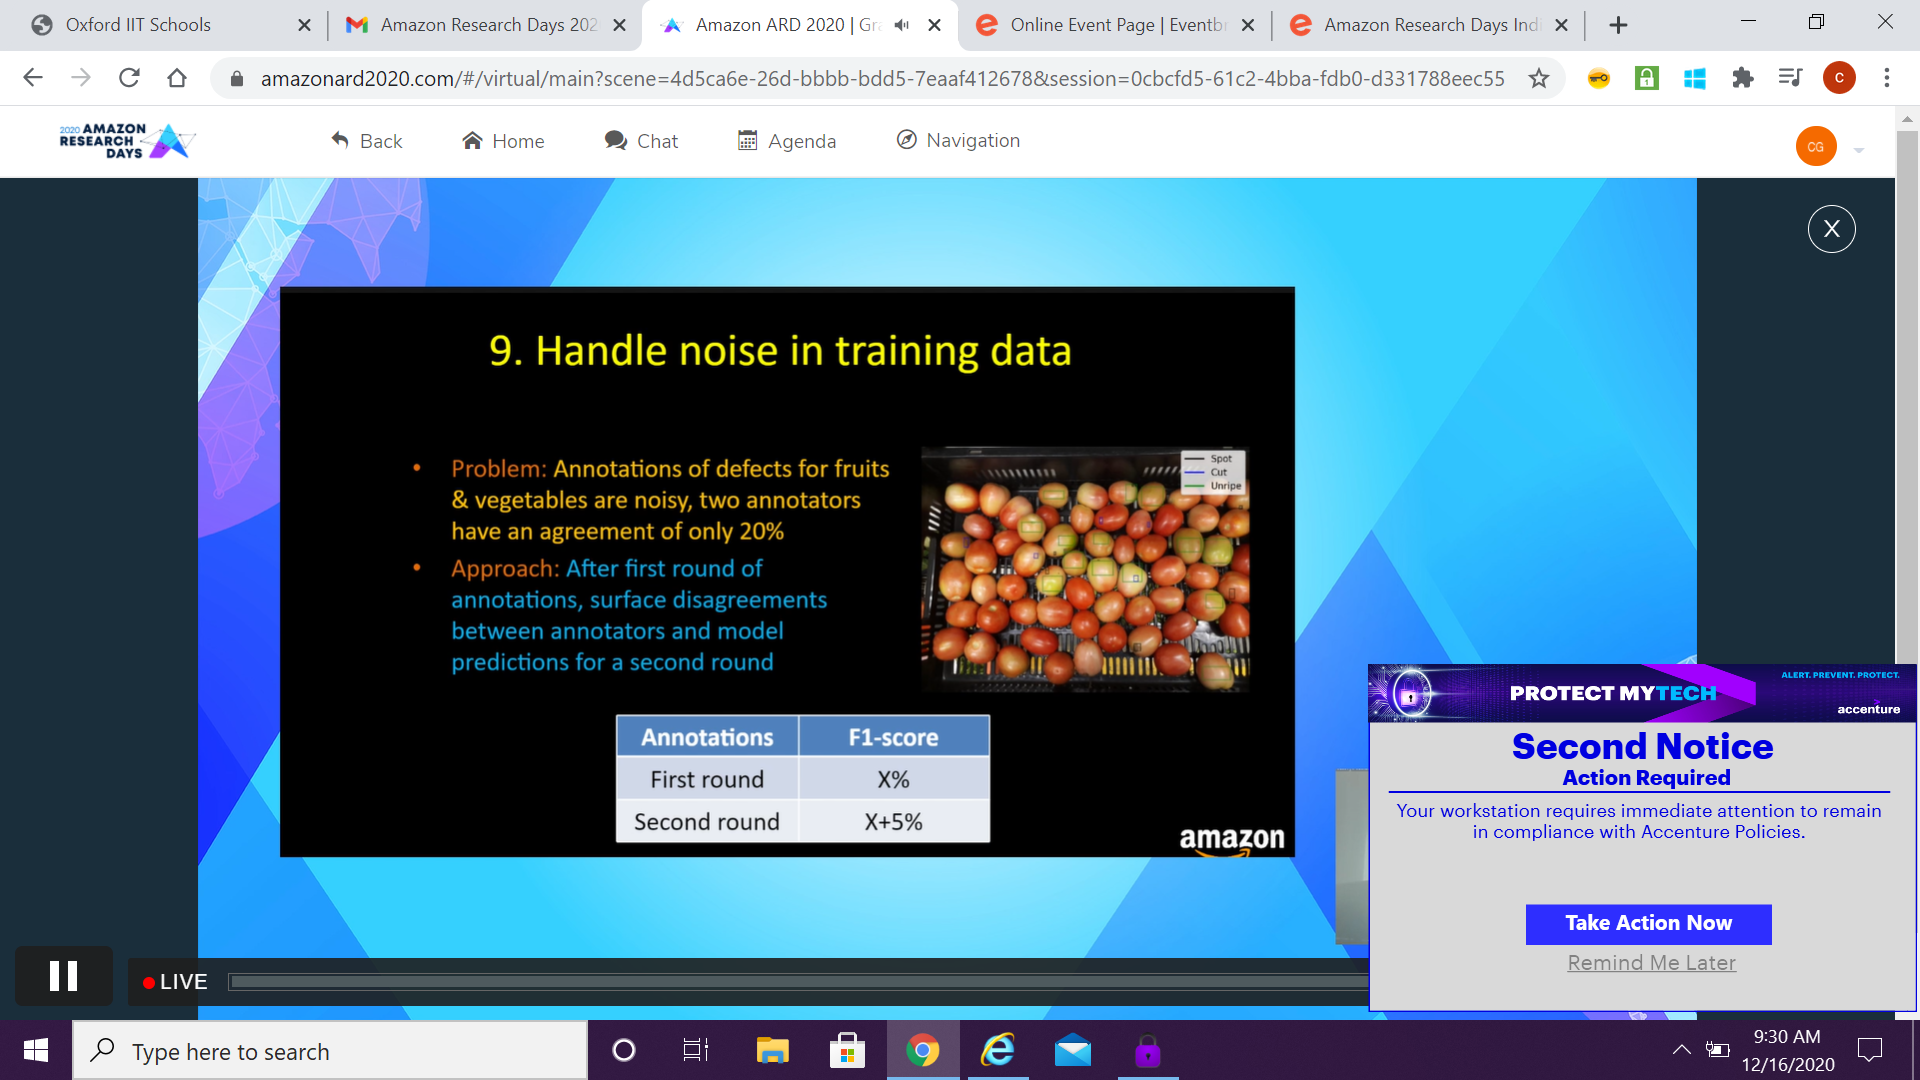 Oxford IIT Schools
Amazon Research Days 202
Amazon ARD 2020 | Gra
Online Event Page | Eventbr
Amazon Research Days Indi
amazonard2020.com/#/virtual/main?scene=4d5ca6e-26d-bbbb-bdd5-7eaaf412678&session=0cbcfd5-61c2-4bba-fdb0-d331788eec55
C
2020 AMAZON
RESEARCH
DAYS
Back
Home
Chat
Agenda
Navigation
CG
X
9. Handle noise in training data
• Problem: Annotations of defects for fruits
& vegetables are noisy, two annotators
have an agreement of only 20%
• Approach: After first round of
annotations, surface disagreements
between annotators and model
predictions for a second round
Spot
Cut
Unripe
Annotations F1-score
First round X%
Second round X+5%
amazon
ALERT. PREVENT. PROTECT.
PROTECT MYTECH
accenture
Second Notice
Action Required
Your workstation requires immediate attention to remain
in compliance with Accenture Policies.
Take Action Now
Remind Me Later
LIVE
Type here to search
9:30 AM
12/16/2020